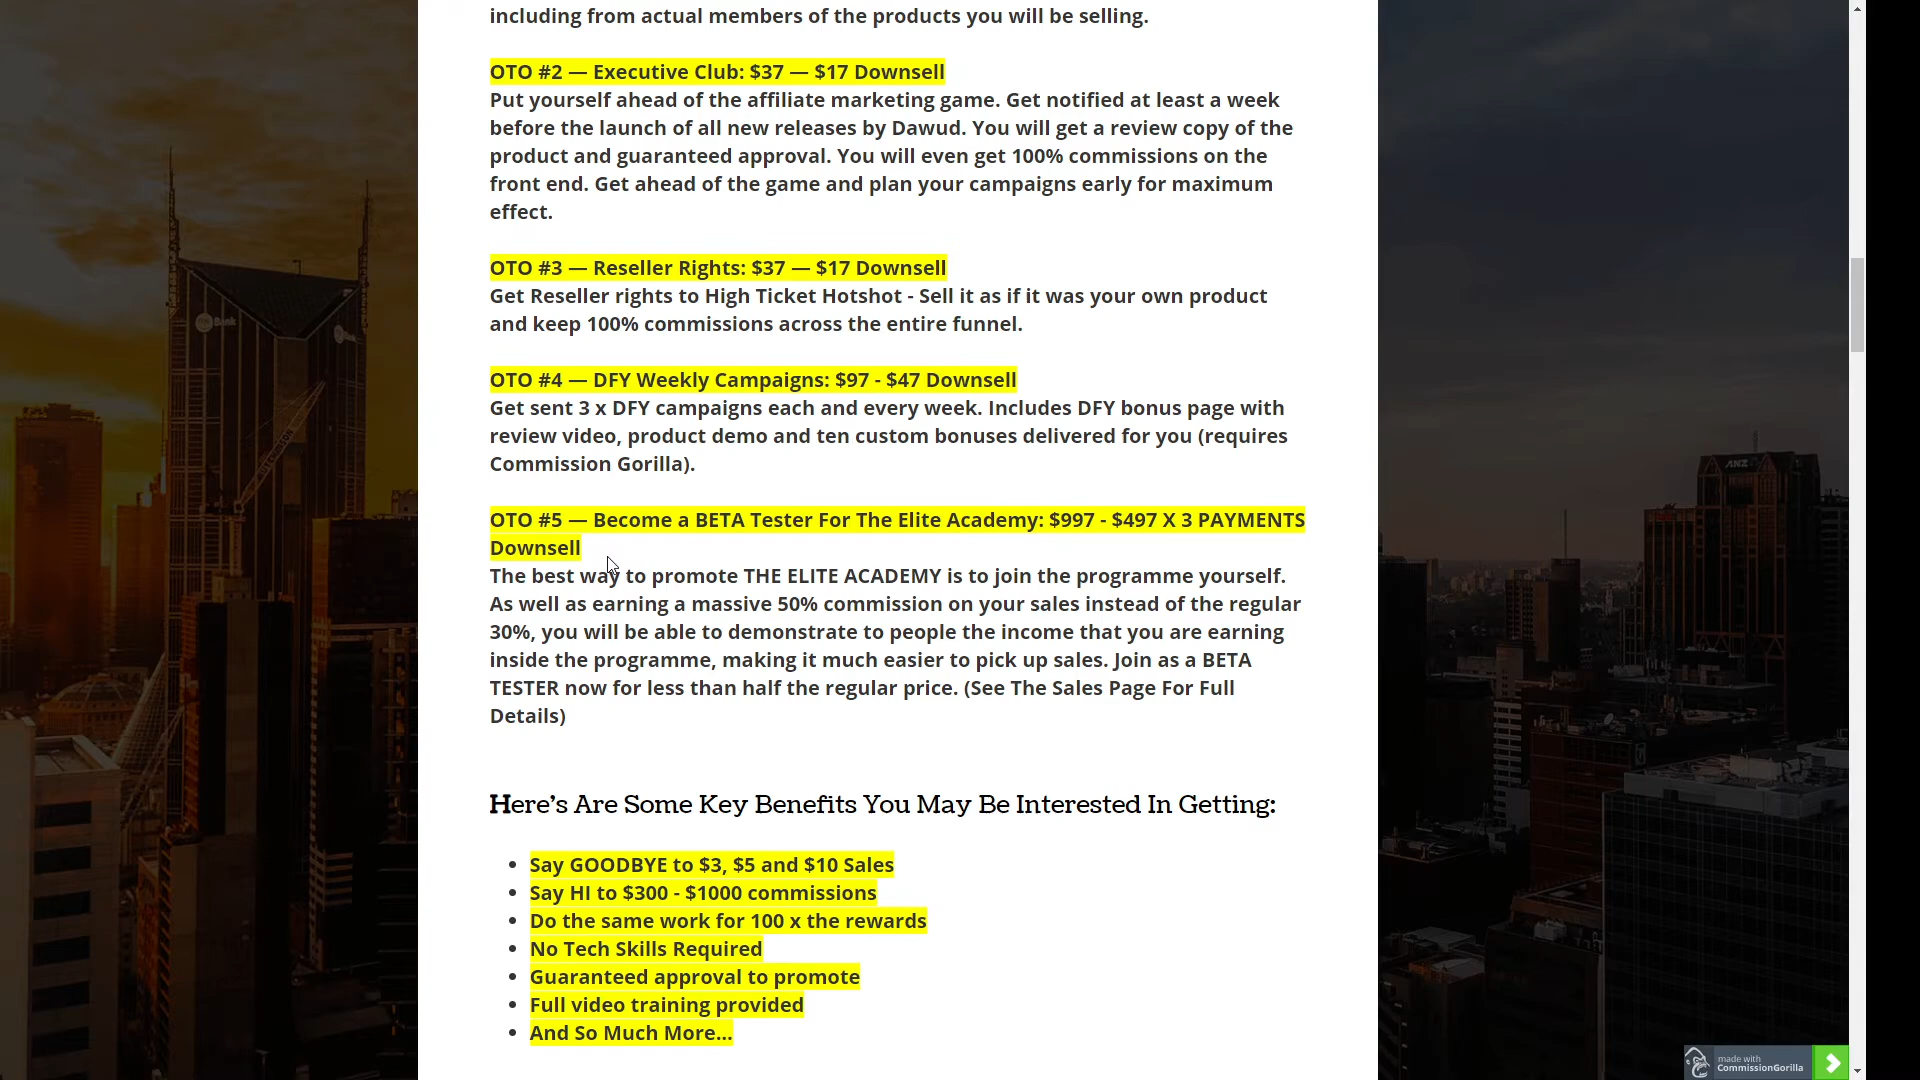 including from actual members of the products you will be selling.
OTO #2 — Executive Club: $37 — $17 Downsell
Put yourself ahead of the affiliate marketing game. Get notified at least a week
before the launch of all new releases by Dawud. You will get a review copy of the
product and guaranteed approval. You will even get 100% commissions on the
front end. Get ahead of the game and plan your campaigns early for maximum
effect.
OTO #3 — Reseller Rights: $37 — $17 Downsell
Get Reseller rights to High Ticket Hotshot - Sell it as if it was your own product
and keep 100% commissions across the entire funnel.
OTO #4 — DFY Weekly Campaigns: $97 - $47 Downsell
Get sent 3 x DFY campaigns each and every week. Includes DFY bonus page with
review video, product demo and ten custom bonuses delivered for you (requires
Commission Gorilla).
OTO #5 — Become a BETA Tester For The Elite Academy: $997 - $497 X 3 PAYMENTS
Downsell
The best way to promote THE ELITE ACADEMY is to join the programme yourself.
As well as earning a massive 50% commission on your sales instead of the regular
30%, you will be able to demonstrate to people the income that you are earning
inside the programme, making it much easier to pick up sales. Join as a BETA
TESTER now for less than half the regular price. (See The Sales Page For Full
Details)
Here's Are Some Key Benefits You May Be Interested In Getting:
Say GOODBYE to $3, $5 and $10 Sales
Say HI to $300 - $1000 commissions
Do the same work for 100 x the rewards
No Tech Skills Required
Guaranteed approval to promote
Full video training provided
And So Much More...
Bank
ANZ
made with
CommissionGorilla